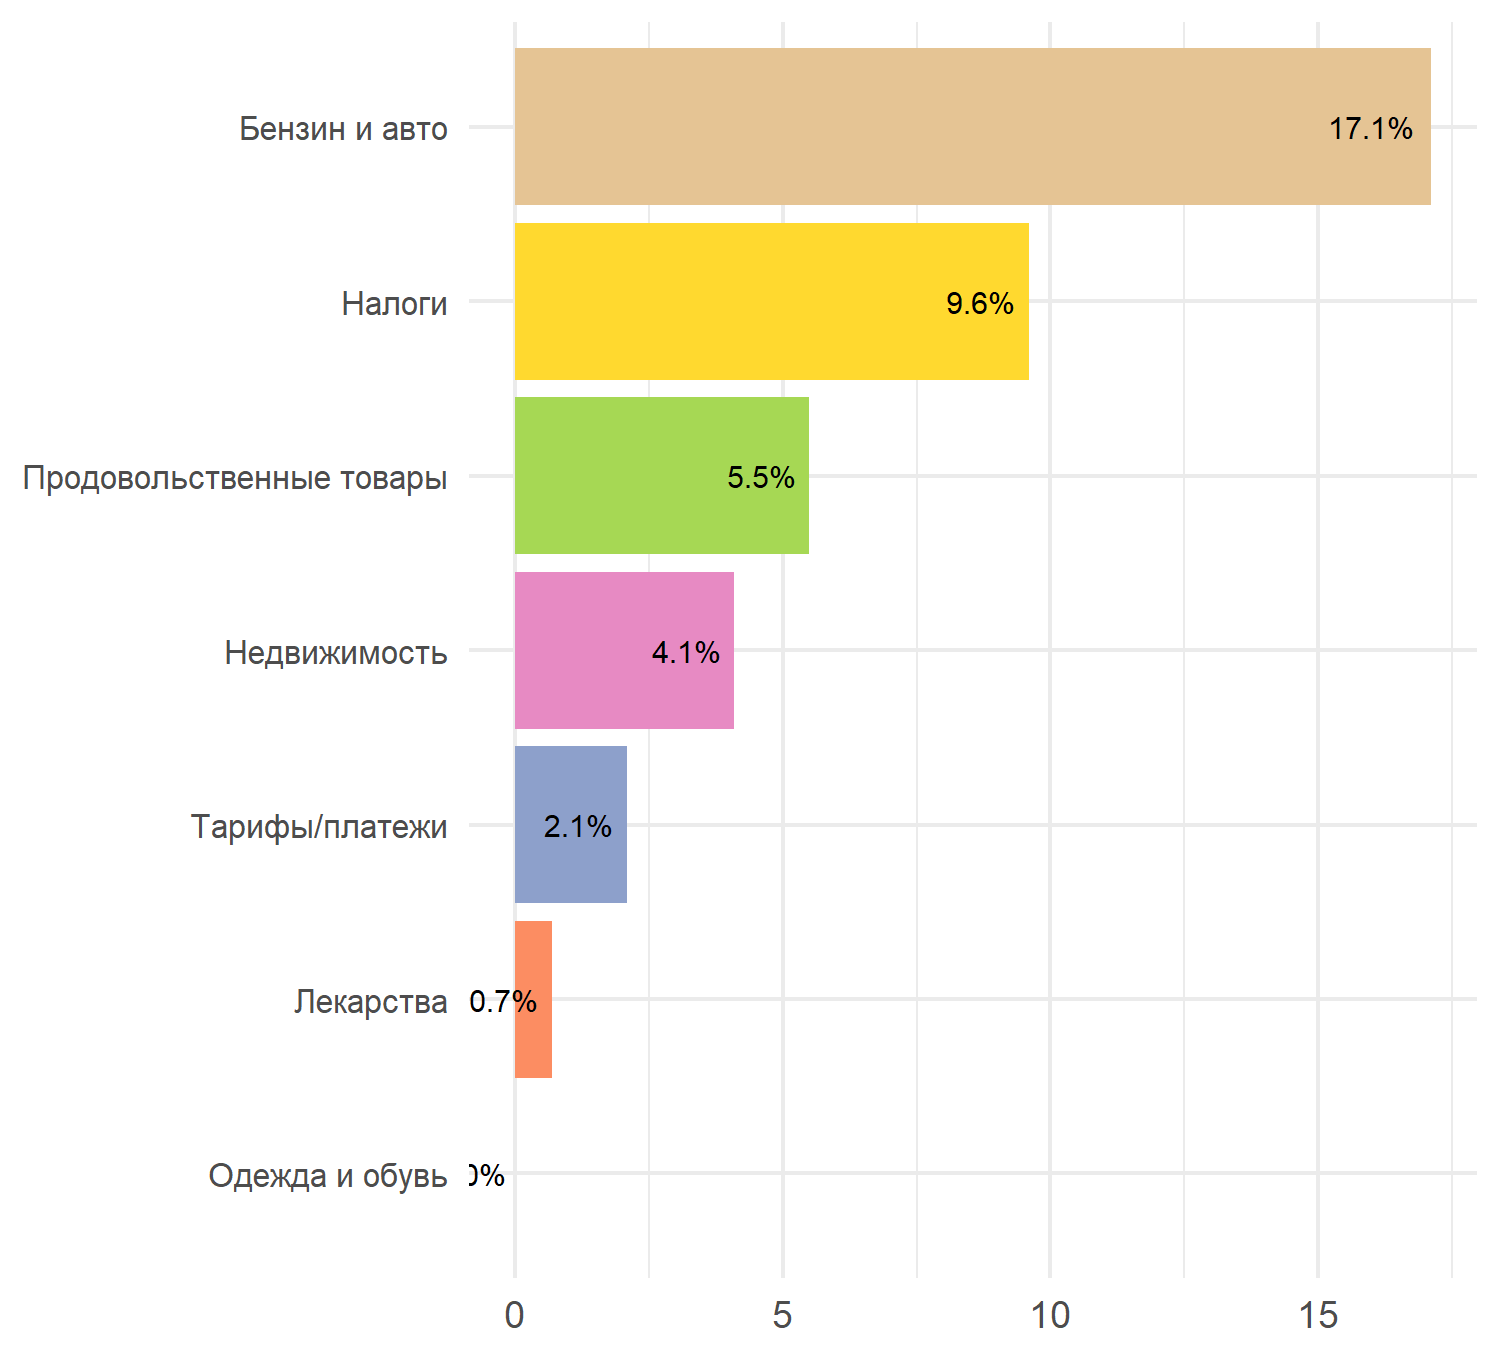 Бензин и авто
17.1%
Налоги
9.6%
Продовольственные товары
5.5%
Недвижимость
4.1%
Тарифы/платежи
2.1%
Лекарства
0.7%
Одежда и обувь
0%
0
5
10
15